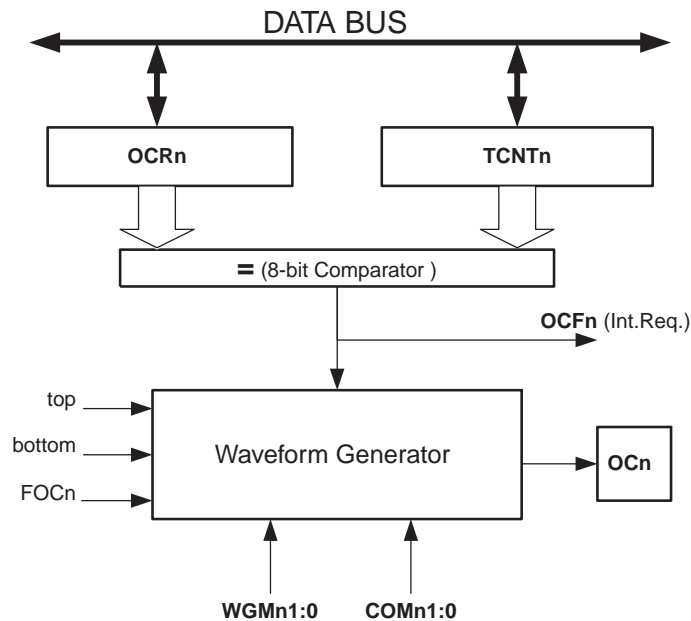 DATA BUS
OCRn
TCNTn
= (8-bit Comparator )
OCFn (Int.Req.)
top
bottom
FOCn
Waveform Generator
OCn
WGMn1:0
COMn1:0